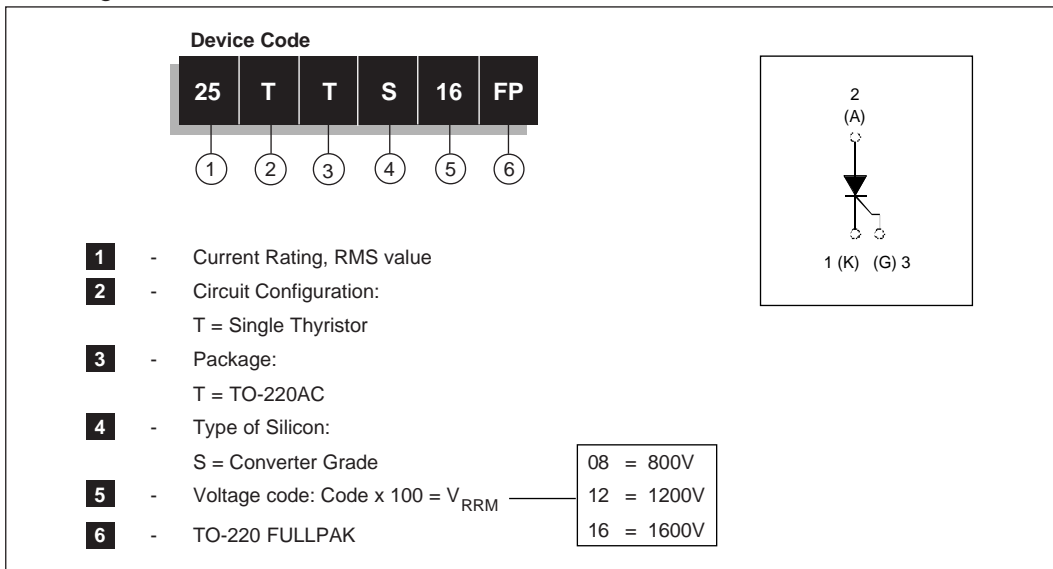 Device Code
25 T T S 16 FP
1 2 3 4 5 6
2
(A)
1 (K) (G) 3
1 - Current Rating, RMS value
2 - Circuit Configuration:
T = Single Thyristor
3 - Package:
T = TO-220AC
4 - Type of Silicon:
S = Converter Grade
5 - Voltage code: Code x 100 = VRRM
6 - TO-220 FULLPAK
08 = 800V
12 = 1200V
16 = 1600V